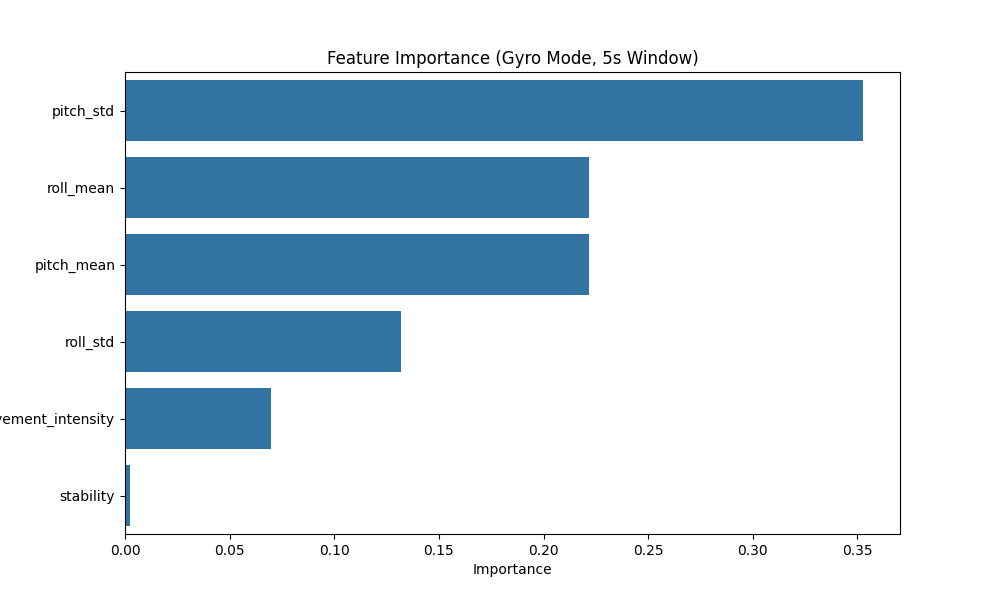 Feature Importance (Gyro Mode, 5s Window)
pitch_std
roll_mean
pitch_mean
roll_std
vement_intensity
stability
0.00 0.05 0.10 0.15 0.20 0.25 0.30 0.35
Importance